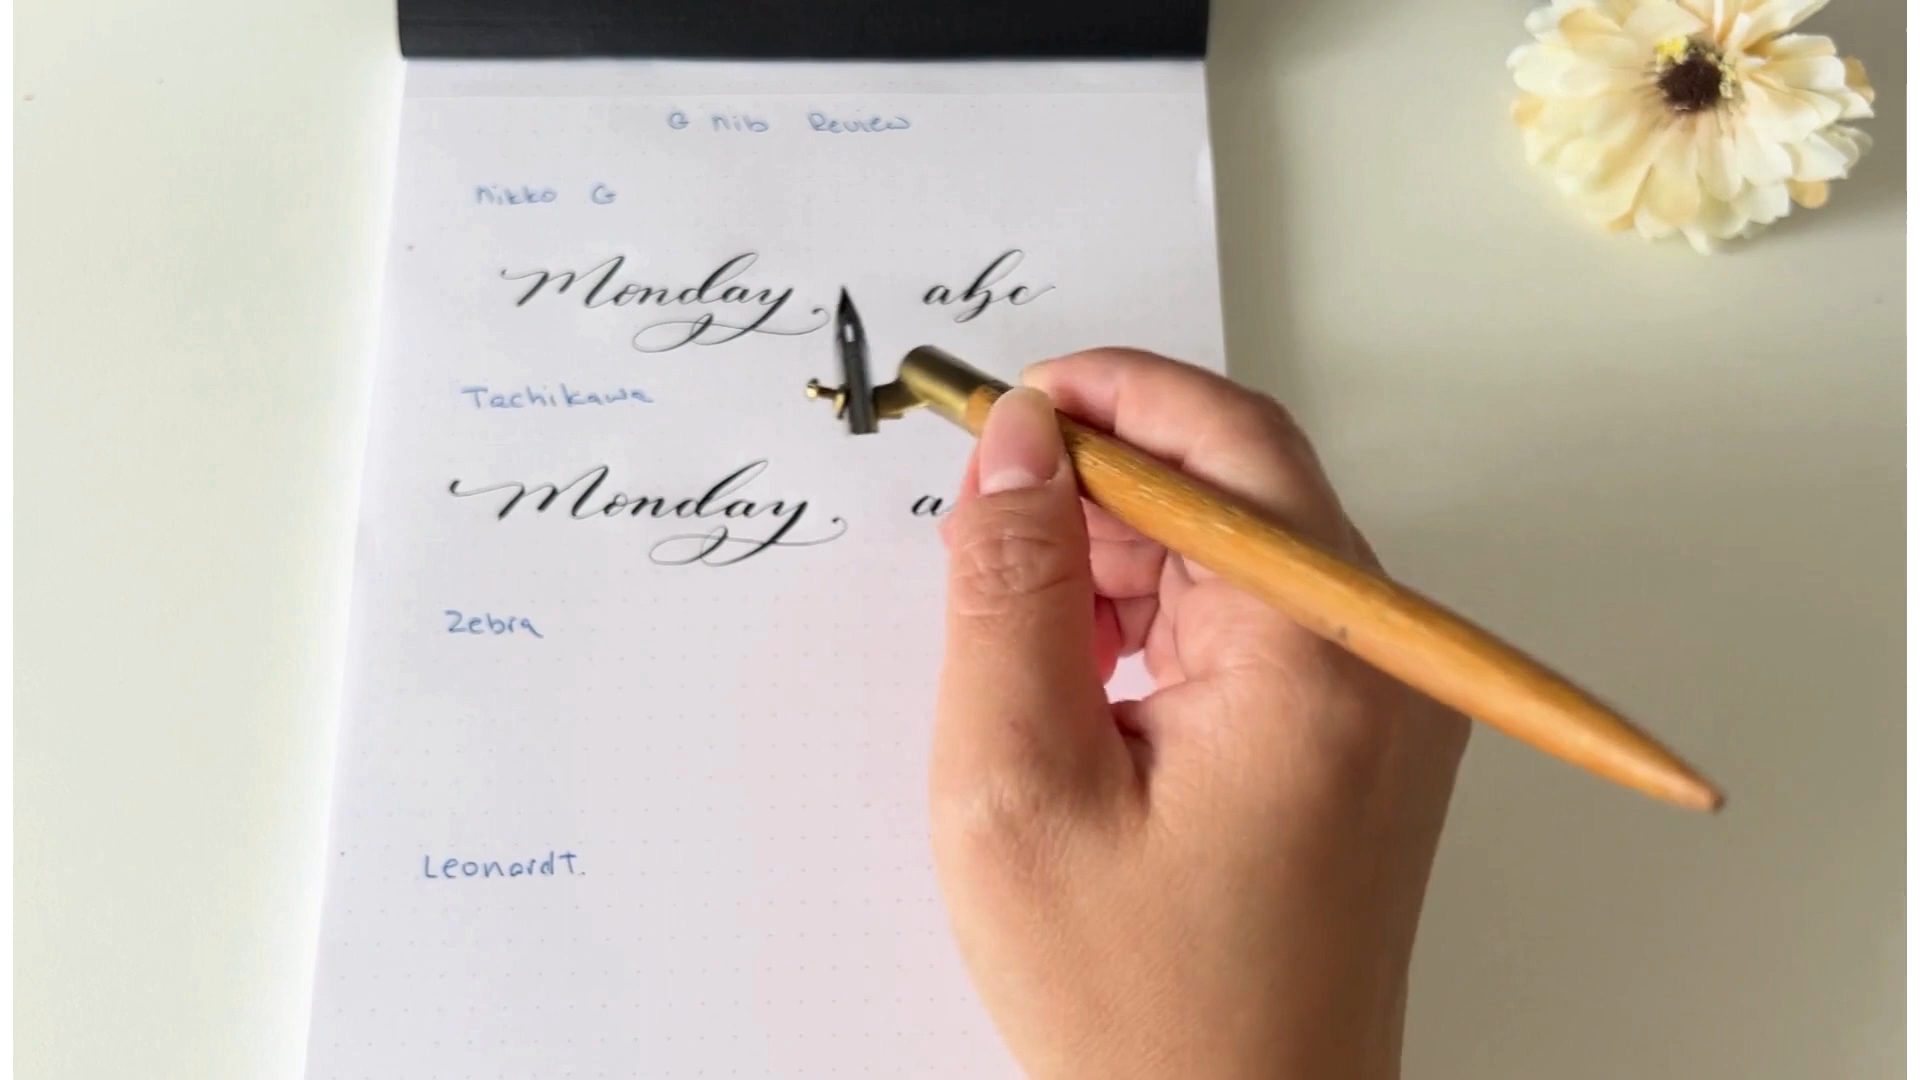 G Nib Review
Nikko G
Monday abc
Tachikawa
Monday a
Zebra
Leonardt.